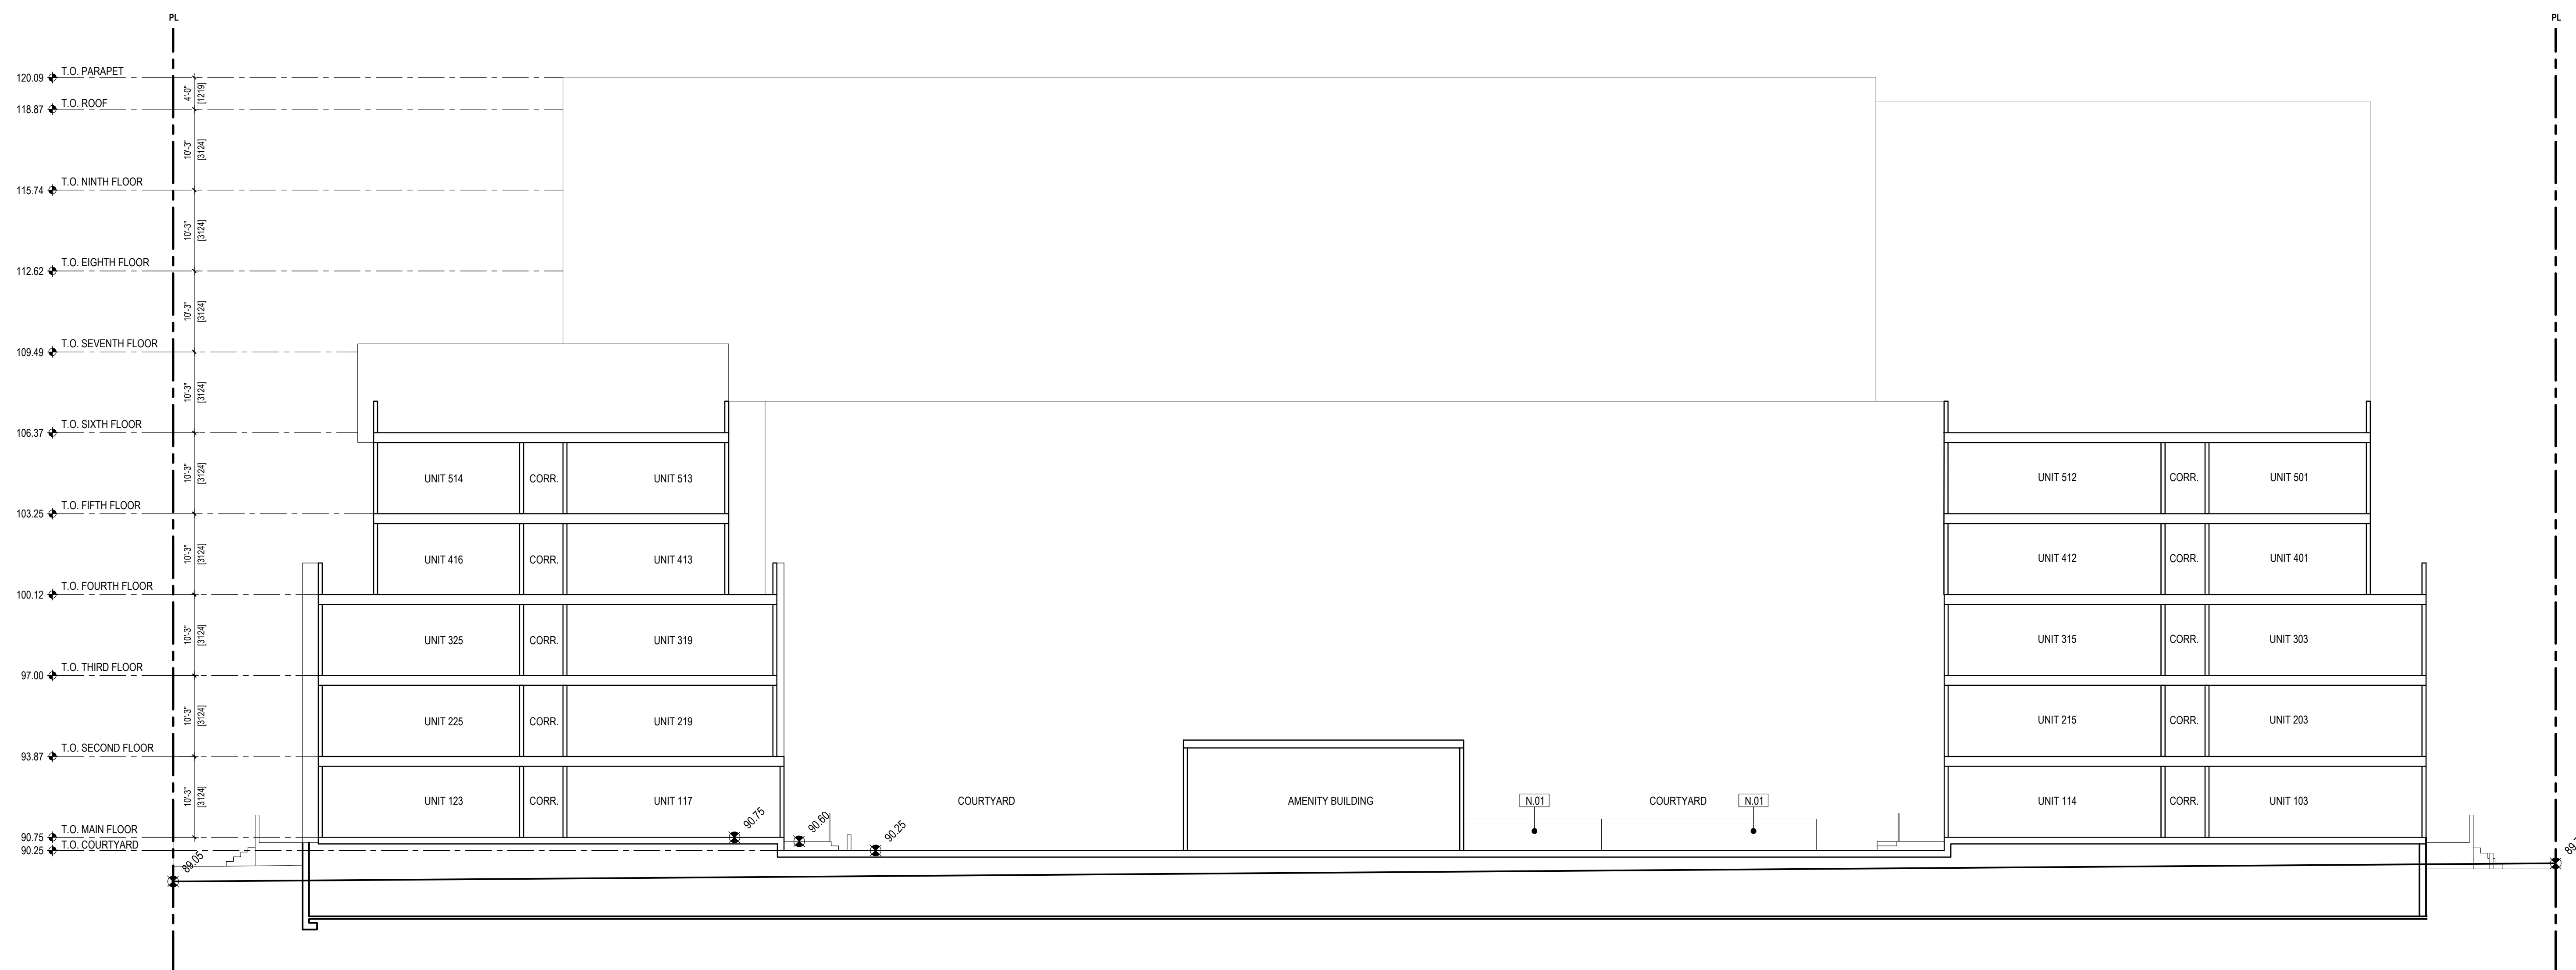 PL
PL
120.09 T.O. PARAPET
4'-0"
[1219]
118.87 T.O. ROOF
10'-3"
[3124]
115.74 T.O. NINTH FLOOR
10'-3"
[3124]
112.62 T.O. EIGHTH FLOOR
10'-3"
[3124]
109.49 T.O. SEVENTH FLOOR
10'-3"
[3124]
106.37 T.O. SIXTH FLOOR
10'-3"
[3124]
UNIT 514 CORR. UNIT 513 UNIT 512 CORR. UNIT 501
103.25 T.O. FIFTH FLOOR
10'-3"
[3124]
UNIT 416 CORR. UNIT 413 UNIT 412 CORR. UNIT 401
100.12 T.O. FOURTH FLOOR
10'-3"
[3124]
UNIT 325 CORR. UNIT 319 UNIT 315 CORR. UNIT 303
97.00 T.O. THIRD FLOOR
10'-3"
[3124]
UNIT 225 CORR. UNIT 219 UNIT 215 CORR. UNIT 203
93.87 T.O. SECOND FLOOR
10'-3"
[3124]
UNIT 123 CORR. UNIT 117 COURTYARD AMENITY BUILDING N.01 COURTYARD N.01 UNIT 114 CORR. UNIT 103
90.75 90.60 90.25
90.75 T.O. MAIN FLOOR
90.25 T.O. COURTYARD
89.05